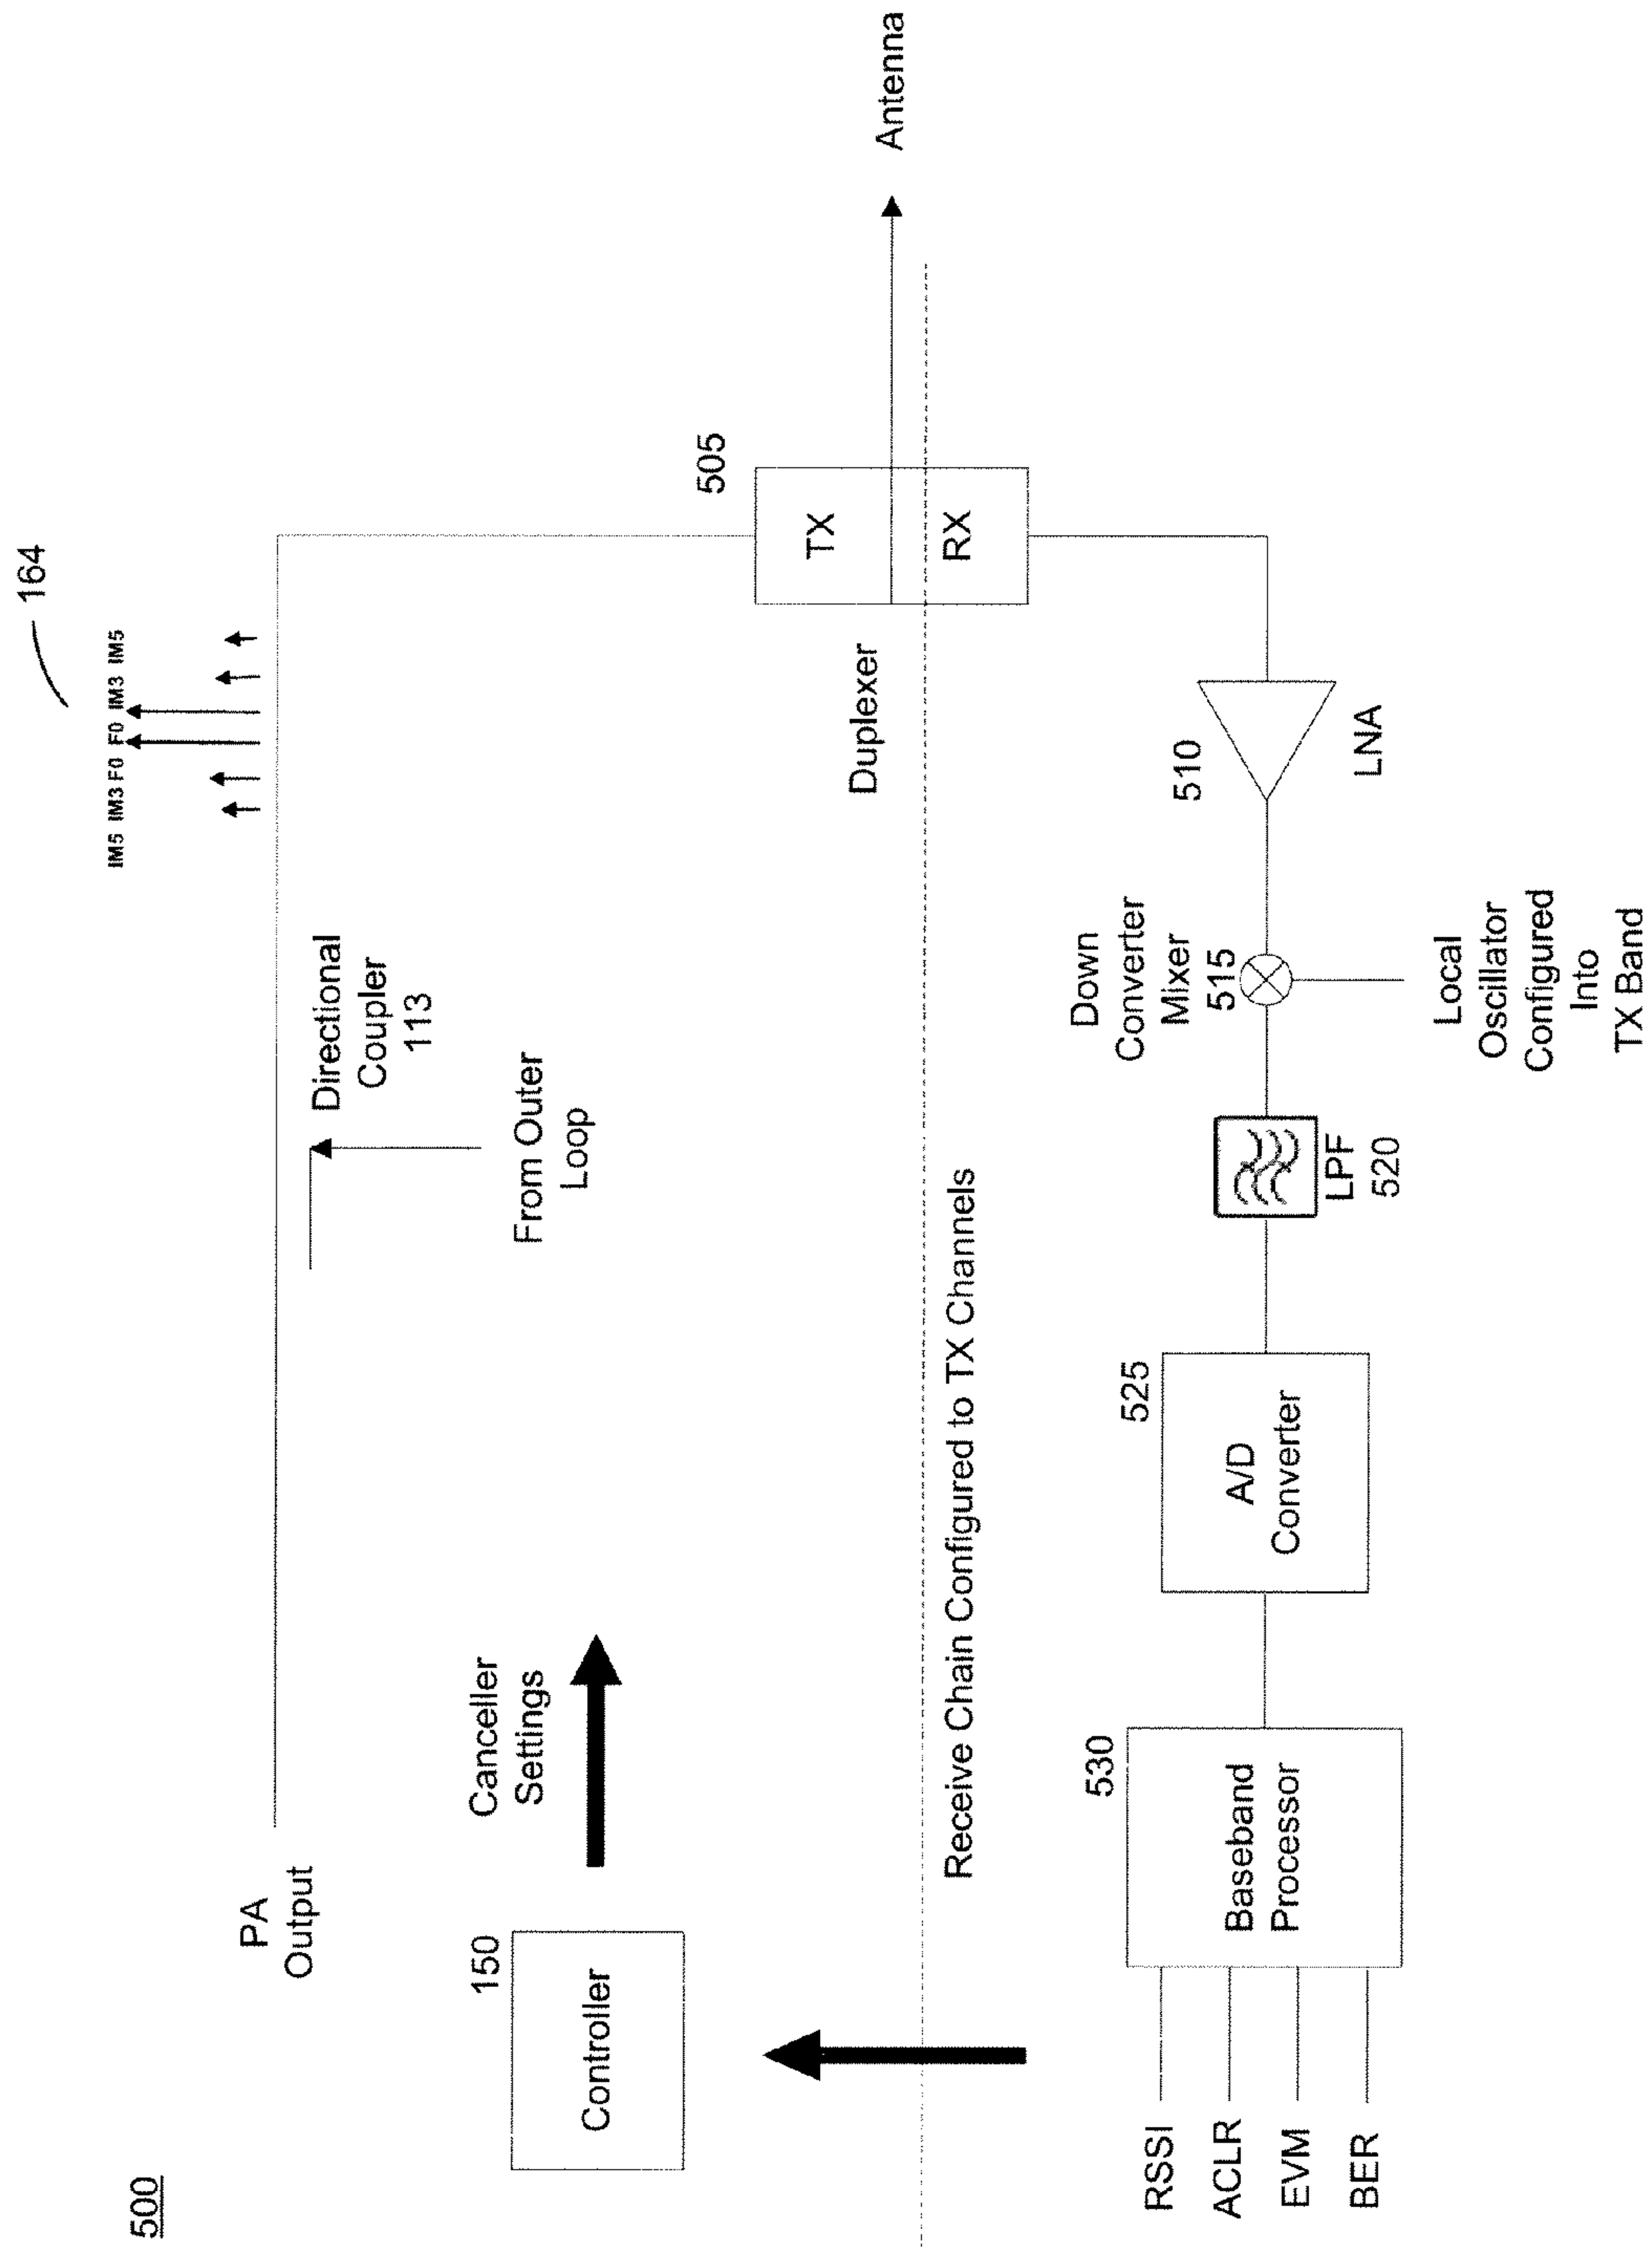 500
164
IM5 IM3 F0 F0 IM3 IM5
PA
Output
Directional
Coupler
113
From Outer
Loop
Canceller
Settings
150
Controller
505
TX
RX
Duplexer
Antenna
Receive Chain Configured to TX Channels
510
LNA
Down
Converter
Mixer
515
Local
Oscillator
Configured
Into
TX Band
LPF
520
525
A/D
Converter
530
Baseband
Processor
RSSI
ACLR
EVM
BER